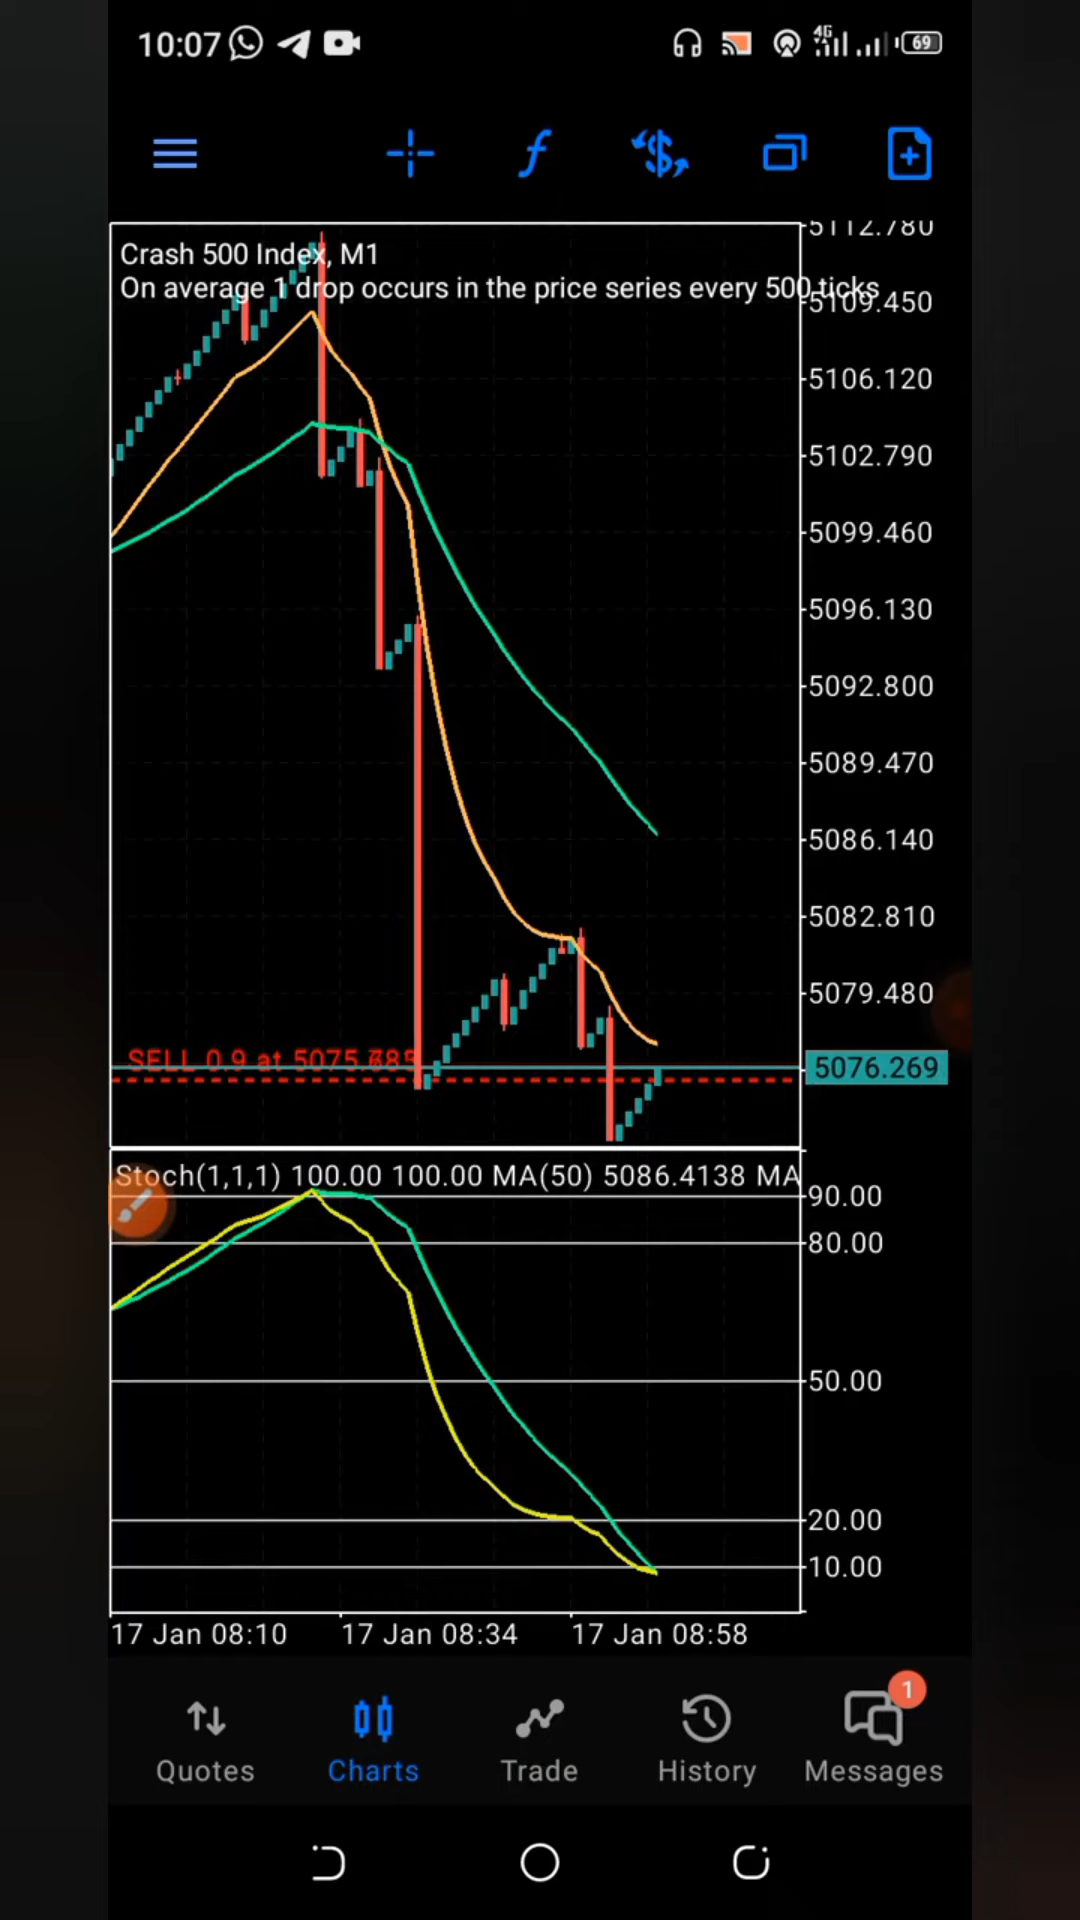 10:07
4G
69
Crash 500 Index, M1
On average 1 drop occurs in the price series every 500 ticks
5112.780
5109.450
5106.120
5102.790
5099.460
5096.130
5092.800
5089.470
5086.140
5082.810
5079.480
SELL 0.9 at
5076.269
Stoch(1,1,1) 100.00 100.00 MA(50) 5086.4138 MA
90.00
80.00
50.00
20.00
10.00
17 Jan 08:10
17 Jan 08:34
17 Jan 08:58
1
Quotes
Charts
Trade
History
Messages